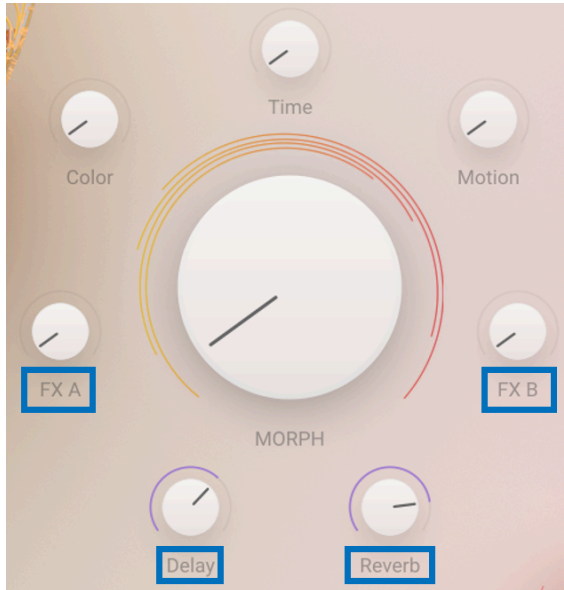 Time
Color
Motion
FX A
FX B
MORPH
Delay
Reverb